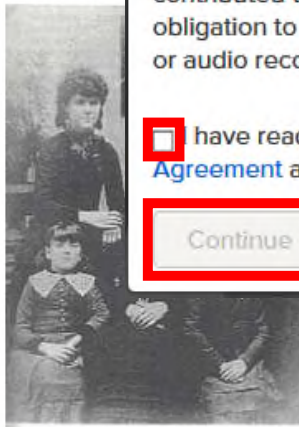 obligation to
or audio reco
I have read
Agreement a
Continue